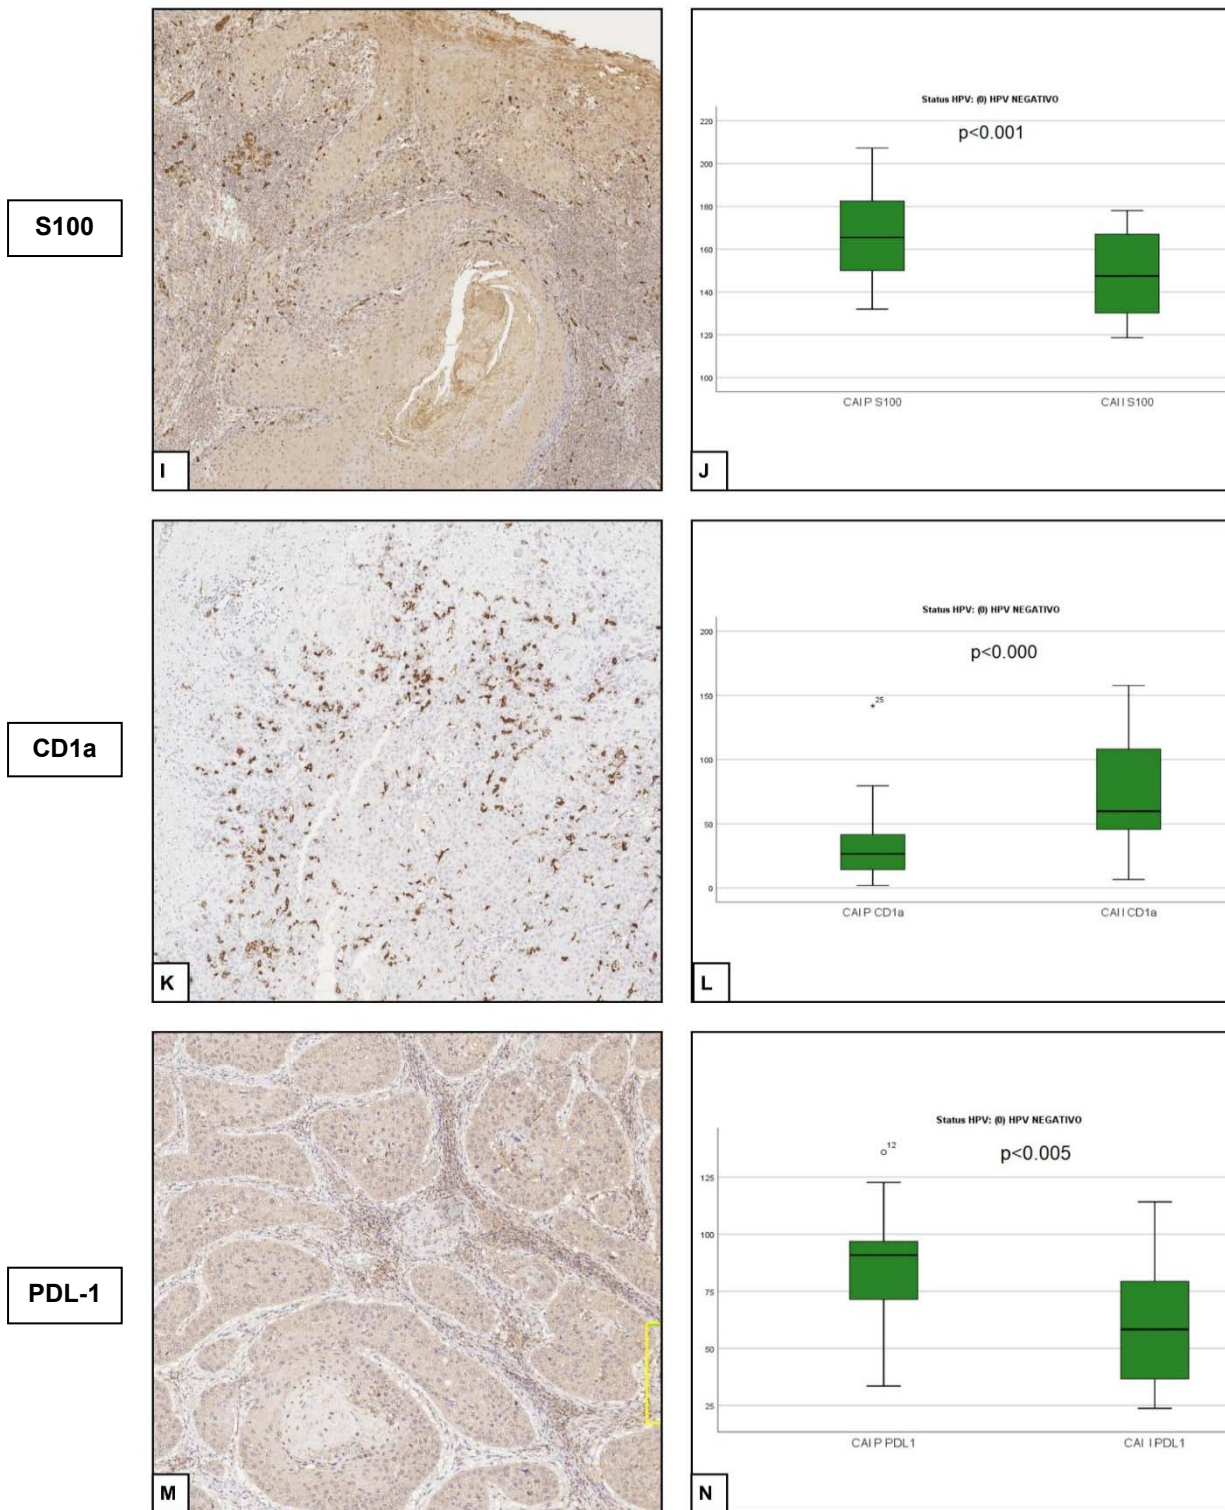 S100
I
Status HPV: (0) HPV NEGATIVO
p<0.001
220
200
180
160
140
120
100
CAI P S100
CAI I S100
J
CD1a
K
Status HPV: (0) HPV NEGATIVO
p<0.000
200
150
100
50
0
25
CAI P CD1a
CAI I CD1a
L
PDL-1
M
Status HPV: (0) HPV NEGATIVO
p<0.005
12
125
100
75
50
25
CAI P PDL1
CAI I PDL1
N